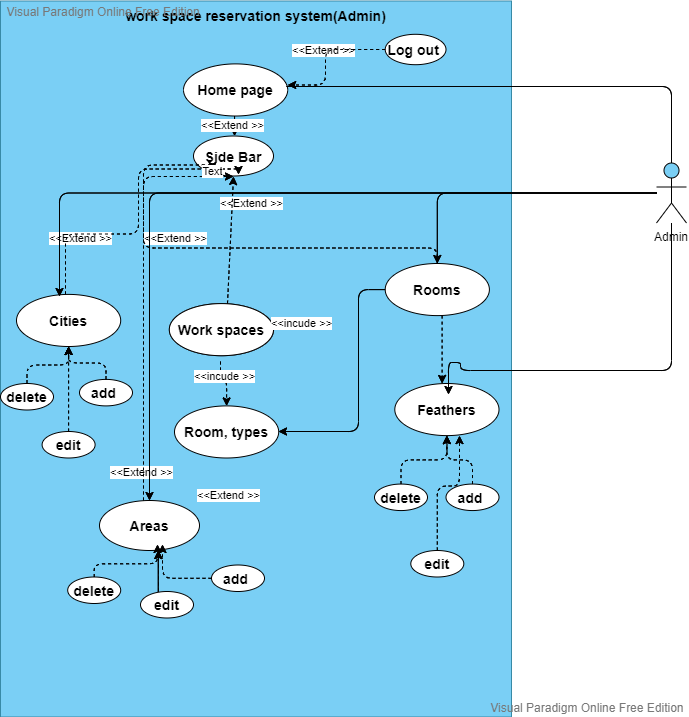 Visual Paradigm Online Free Edition
work space reservation system(Admin)
<<Extend >>
Log out
Home page
<<Extend >>
Side Bar
Text
<<Extend >>
<<Extend >>
<<Extend >>
Admin
Rooms
Cities
Work spaces
<<incude >>
<<incude >>
delete
add
Feathers
Room, types
edit
<<Extend >>
<<Extend >>
delete
add
Areas
edit
delete
add
edit
Visual Paradigm Online Free Edition